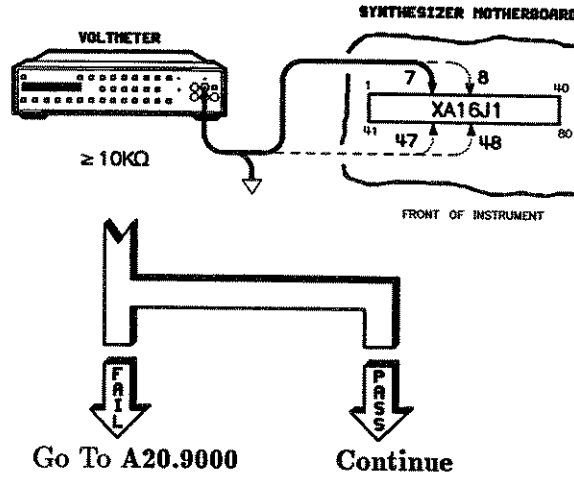 SYNTHESIZER MOTHERBOARD
VOLTMETER
7 8
1 40
XA16J1
41 80
47 48
≥ 10KΩ
FRONT OF INSTRUMENT
FAIL
PASS
Go To A20.9000
Continue